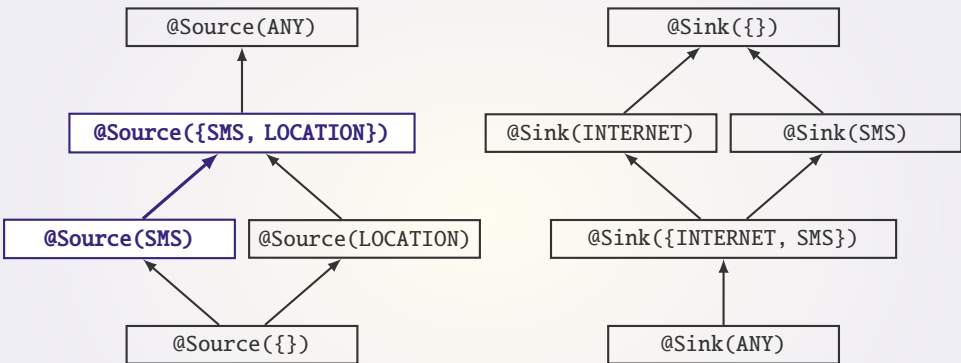 @Source(ANY)
@Source({SMS, LOCATION})
@Source(SMS)
@Source(LOCATION)
@Source({})
@Sink({})
@Sink(INTERNET)
@Sink(SMS)
@Sink({INTERNET, SMS})
@Sink(ANY)